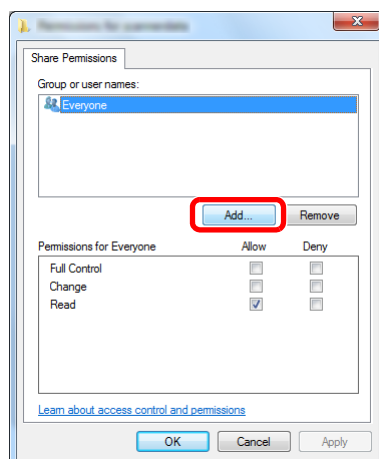 Share Permissions
Group or user names:
Everyone
Add... Remove
Permissions for Everyone Allow Deny
Full Control
Change
Read
Learn about access control and permissions
OK Cancel Apply